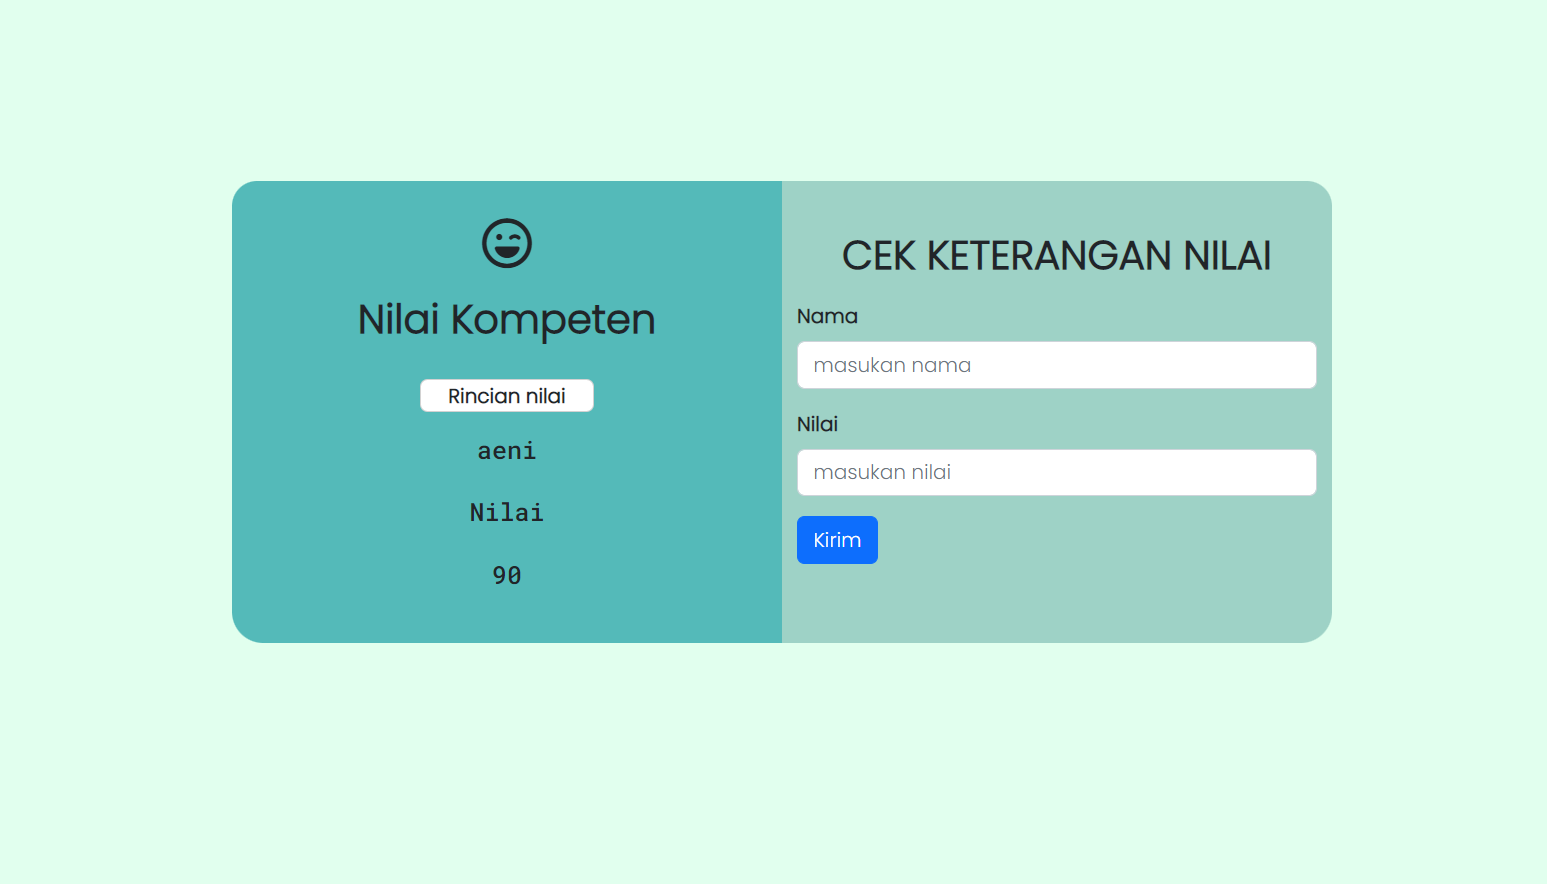 Nilai Kompeten
Rincian nilai
aeni
Nilai
90
CEK KETERANGAN NILAI
Nama
masukan nama
Nilai
masukan nilai
Kirim